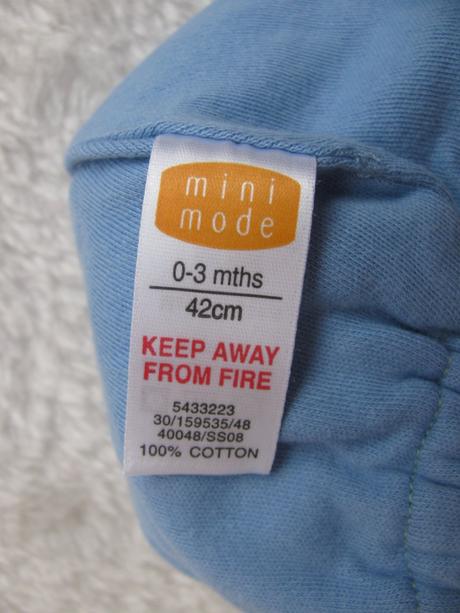 mini
mode
0-3 mths
42cm
KEEP AWAY
FROM FIRE
5433223
30/159535/48
40048/SS08
100% COTTON